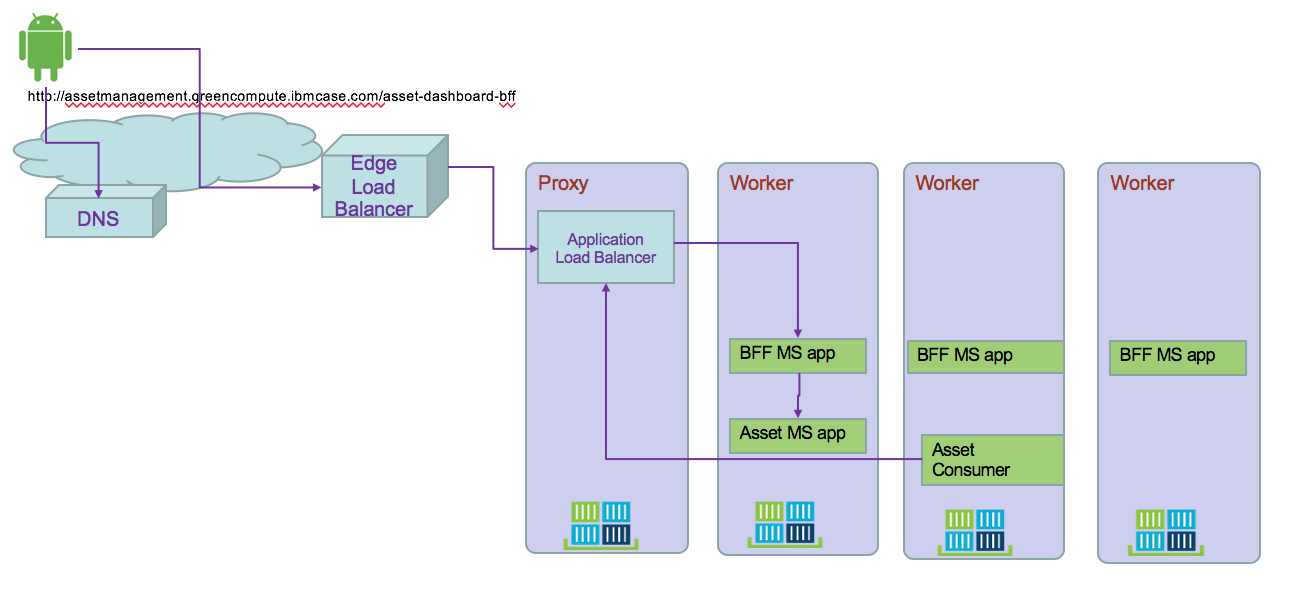 http://assetmanagement.greencompute.ibmcase.com/asset-dashboard-bff
Edge
Load
Balancer
DNS
Proxy
Application
Load Balancer
Worker
BFF MS app
Asset MS app
Worker
BFF MS app
Asset
Consumer
Worker
BFF MS app